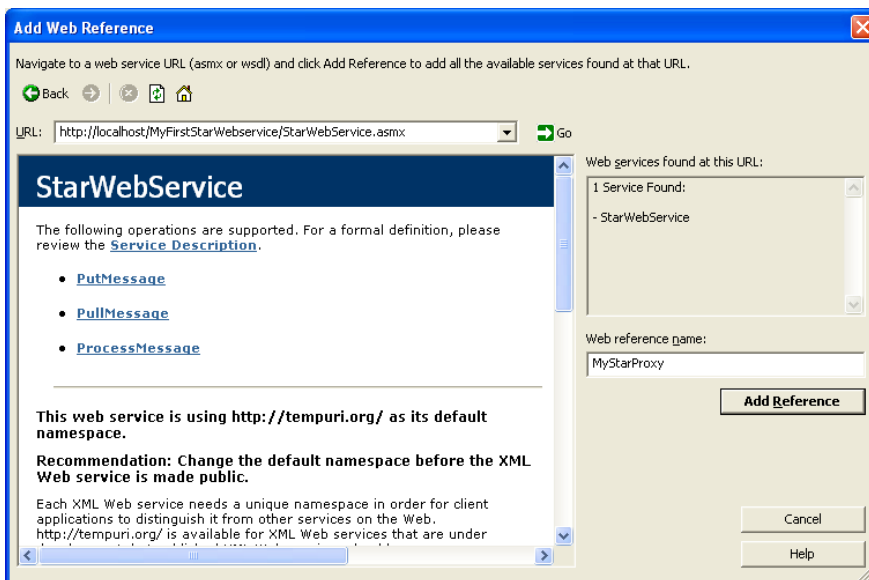 Add Web Reference
Navigate to a web service URL (asmx or wsdl) and click Add Reference to add all the available services found at that URL.
Back
URL: http://localhost/MyFirstStarWebservice/StarWebService.asmx Go
StarWebService
The following operations are supported. For a formal definition, please
review the Service Description.
PutMessage
PullMessage
ProcessMessage
This web service is using http://tempuri.org/ as its default
namespace.
Recommendation: Change the default namespace before the XML
Web service is made public.
Each XML Web service needs a unique namespace in order for client
applications to distinguish it from other services on the Web.
http://tempuri.org/ is available for XML Web services that are under
Web services found at this URL:
1 Service Found:
- StarWebService
Web reference name:
MyStarProxy
Add Reference
Cancel
Help